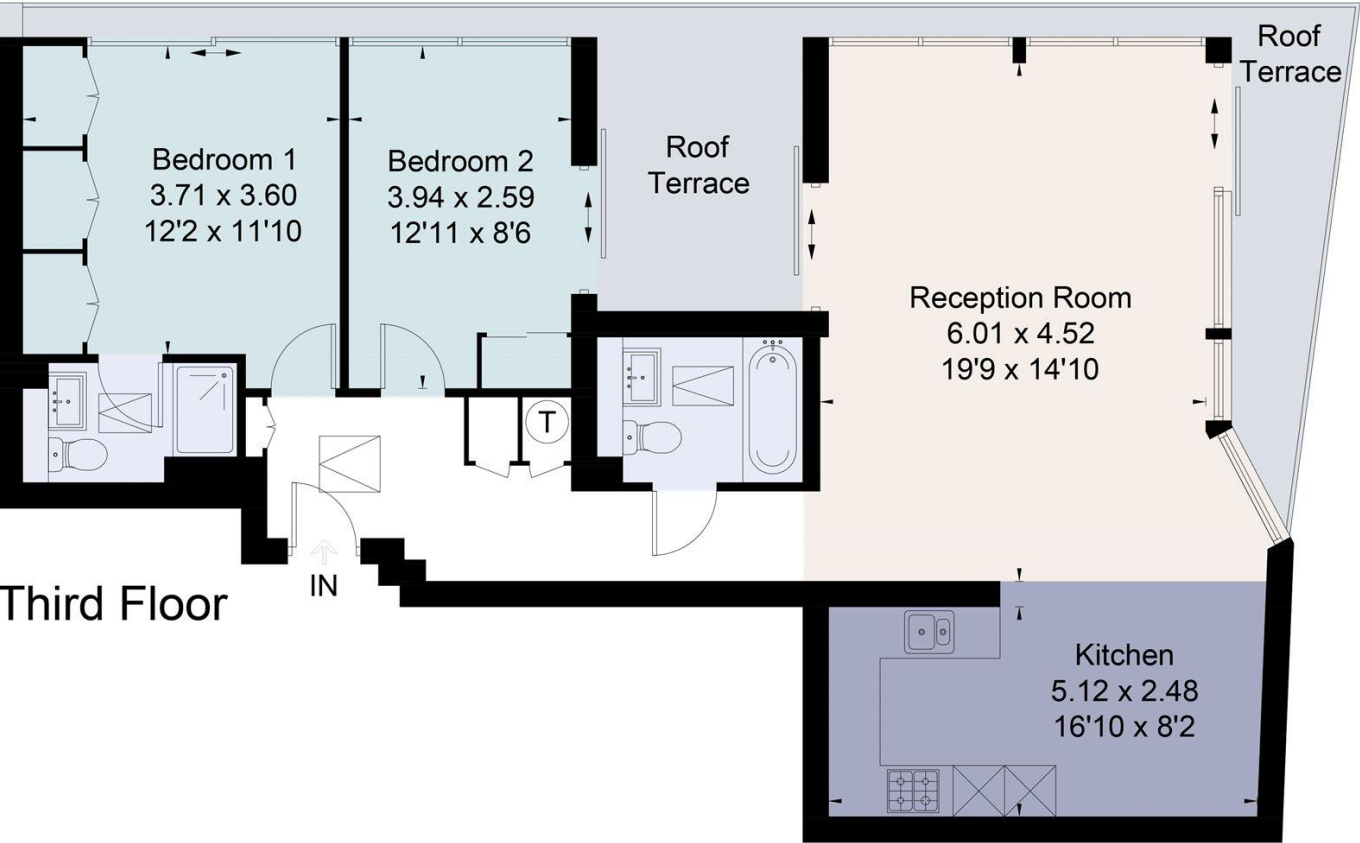 Roof
Terrace
Bedroom 1
3.71 x 3.60
12'2 x 11'10
Bedroom 2
3.94 x 2.59
12'11 x 8'6
Roof
Terrace
Reception Room
6.01 x 4.52
19'9 x 14'10
T
IN
Third Floor
Kitchen
5.12 x 2.48
16'10 x 8'2